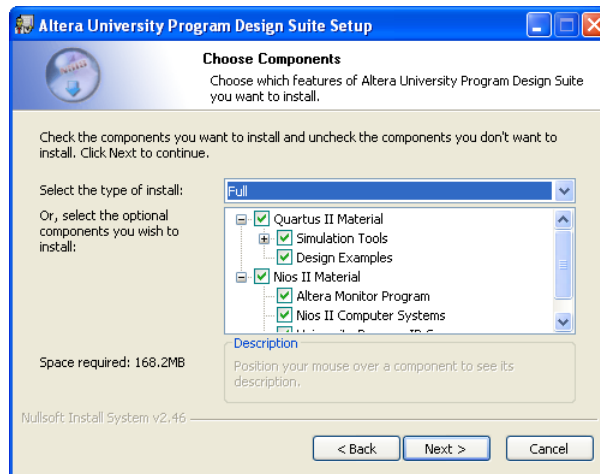 Altera University Program Design Suite Setup
Choose Components
Choose which features of Altera University Program Design Suite
you want to install.
Check the components you want to install and uncheck the components you don't want to
install. Click Next to continue.
Select the type of install:
Full
Or, select the optional
components you wish to
install:
Quartus II Material
Simulation Tools
Design Examples
Nios II Material
Altera Monitor Program
Nios II Computer Systems
Space required: 168.2MB
Description
Position your mouse over a component to see its
description.
Nullsoft Install System v2.46
< Back
Next >
Cancel